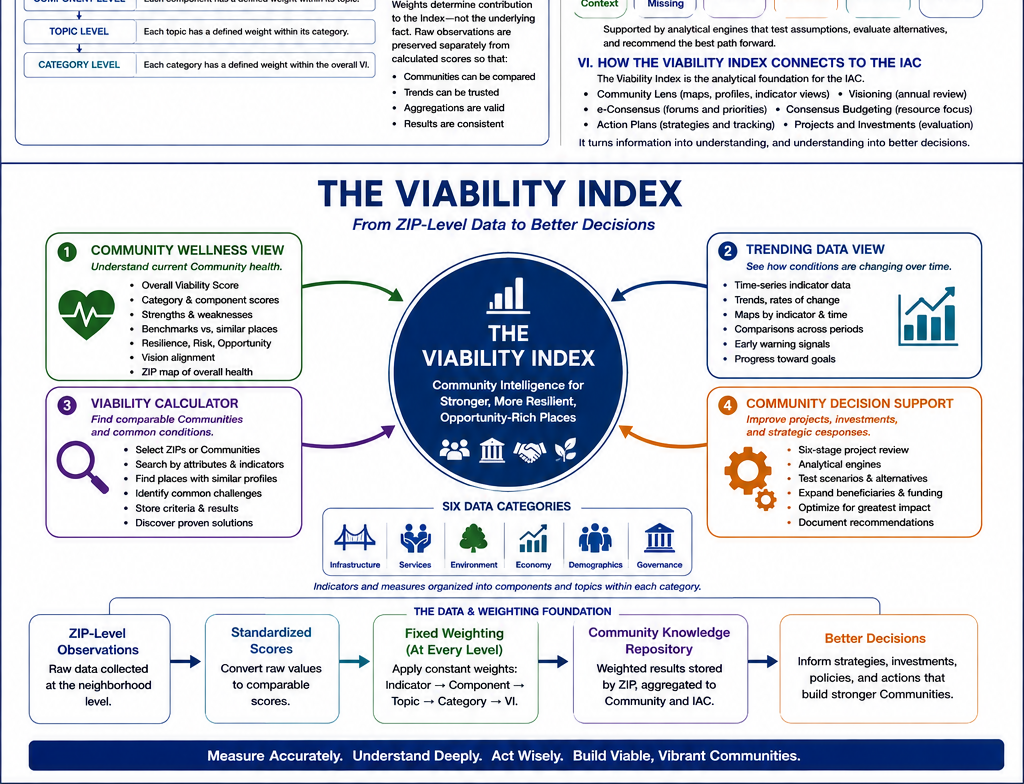 COMPONENT LEVEL
Each component has a defined weight within its topic.
TOPIC LEVEL
Each topic has a defined weight within its category.
CATEGORY LEVEL
Each category has a defined weight within the overall VI.
Weights determine contribution
to the Index—not the underlying
fact. Raw observations are
preserved separately from
calculated scores so that:
• Communities can be compared
• Trends can be trusted
• Aggregations are valid
• Results are consistent
Context
Missing
Supported by analytical engines that test assumptions, evaluate alternatives,
and recommend the best path forward.
VI. HOW THE VIABILITY INDEX CONNECTS TO THE IAC
The Viability Index is the analytical foundation for the IAC.
• Community Lens (maps, profiles, indicator views) • Visioning (annual review)
• e-Consensus (forums and priorities) • Consensus Budgeting (resource focus)
• Action Plans (strategies and tracking) • Projects and Investments (evaluation)
It turns information into understanding, and understanding into better decisions.
THE VIABILITY INDEX
From ZIP-Level Data to Better Decisions
1 COMMUNITY WELLNESS VIEW
Understand current Community health.
• Overall Viability Score
• Category & component scores
• Strengths & weaknesses
• Benchmarks vs, similar places
• Resilience, Risk, Opportunity
• Vision alignment
• ZIP map of overall health
2 TRENDING DATA VIEW
See how conditions are changing over time.
• Time-series indicator data
• Trends, rates of change
• Maps by indicator & time
• Comparisons across periods
• Early warning signals
• Progress toward goals
THE
VIABILITY INDEX
Community Intelligence for
Stronger, More Resilient,
Opportunity-Rich Places
3 VIABILITY CALCULATOR
Find comparable Communities
and common conditions.
• Select ZIPs or Communities
• Search by attributes & indicators
• Find places with similar profiles
• Identify common challenges
• Store criteria & results
• Discover proven solutions
4 COMMUNITY DECISION SUPPORT
Improve projects, investments,
and strategic cesponses.
• Six-stage project review
• Analytical engines
• Test scenarios & alternatives
• Expand beneficiaries & funding
• Optimize for greatest impact
• Document recommendations
SIX DATA CATEGORIES
Infrastructure
Services
Environment
Economy
Demographics
Governance
Indicators and measures organized into components and topics within each category.
THE DATA & WEIGHTING FOUNDATION
ZIP-Level
Observations
Raw data collected
at the neighborhood
level.
Standardized
Scores
Convert raw values
to comparable
scores.
Fixed Weighting
(At Every Level)
Apply constant weights:
Indicator → Component →
Topic → Category → VI.
Community Knowledge
Repository
Weighted results stored
by ZIP, aggregated to
Community and IAC.
Better Decisions
Inform strategies, investments,
policies, and actions that
build stronger Communities.
Measure Accurately. Understand Deeply. Act Wisely. Build Viable, Vibrant Communities.